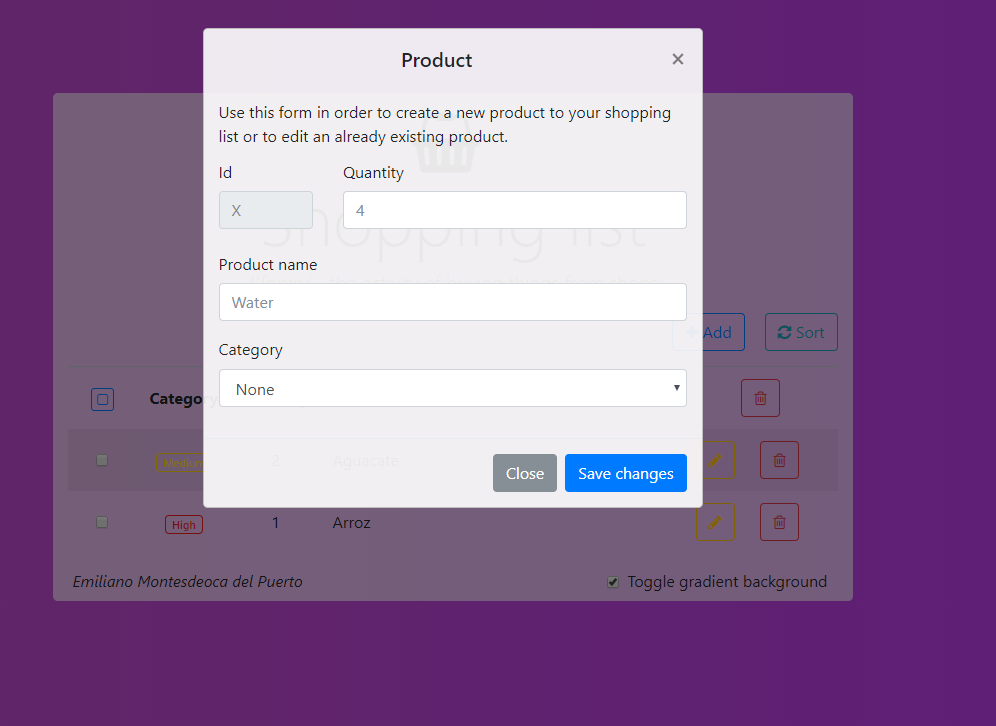 Product ×
Use this form in order to create a new product to your shopping
list or to edit an already existing product.
Id Quantity
X 4
Shopping list
Product name
Water
Add Sort
Category
None
Catego
Medium 2 Aguacate
Close Save changes
High 1 Arroz
Emiliano Montesdeoca del Puerto Toggle gradient background